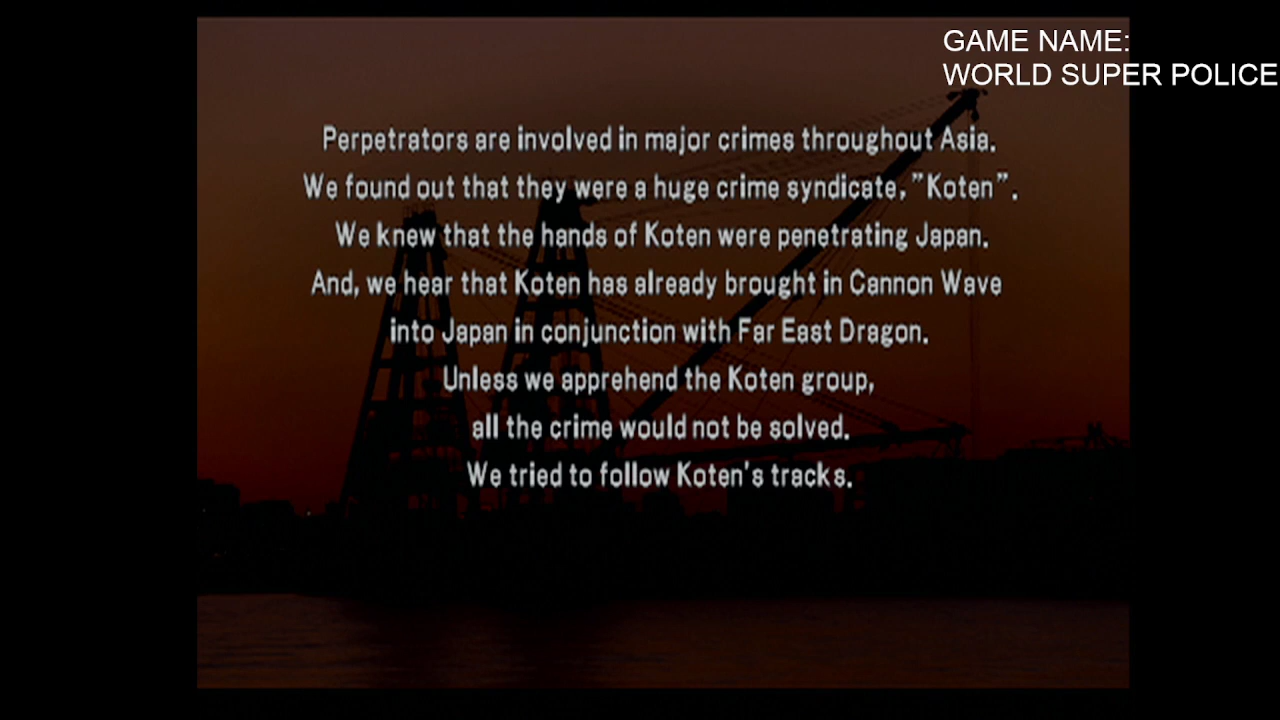 GAME NAME:
WORLD SUPER POLICE
Perpetrators are involved in major crimes throughout Asia.
We found out that they were a huge crime syndicate, "Koten".
We knew that the hands of Koten were penetrating Japan.
And, we hear that Koten has already brought in Cannon Wave
into Japan in conjunction with Far East Dragon.
Unless we apprehend the Koten group,
all the crime would not be solved.
We tried to follow Koten's tracks.